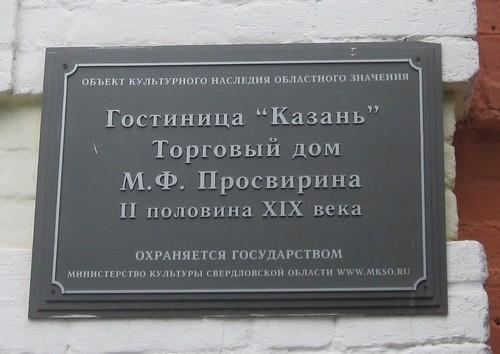 ОБЪЕКТ КУЛЬТУРНОГО НАСЛЕДИЯ ОБЛАСТНОГО ЗНАЧЕНИЯ
Гостиница “Казань”
Торговый дом
М.Ф. Просвирина
II половина XIX века
ОХРАНЯЕТСЯ ГОСУДАРСТВОМ
МИНИСТЕРСТВО КУЛЬТУРЫ СВЕРДЛОВСКОЙ ОБЛАСТИ WWW.MKSO.RU